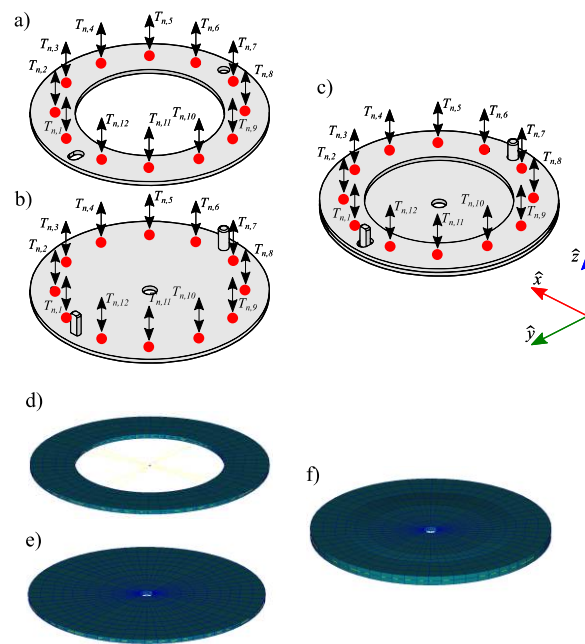 a)
T_{n,5}
T_{n,4}
T_{n,6}
T_{n,3}
T_{n,7}
T_{n,2}
T_{n,8}
T_{n,1}
T_{n,12}
T_{n,11}
T_{n,10}
T_{n,9}
b)
T_{n,5}
T_{n,4}
T_{n,6}
T_{n,3}
T_{n,7}
T_{n,2}
T_{n,8}
T_{n,1}
T_{n,12}
T_{n,11}
T_{n,10}
T_{n,9}
c)
T_{n,5}
T_{n,4}
T_{n,6}
T_{n,3}
T_{n,7}
T_{n,2}
T_{n,8}
T_{n,1}
T_{n,12}
T_{n,11}
T_{n,10}
T_{n,9}
ẑ
x̂
ŷ
d)
e)
f)